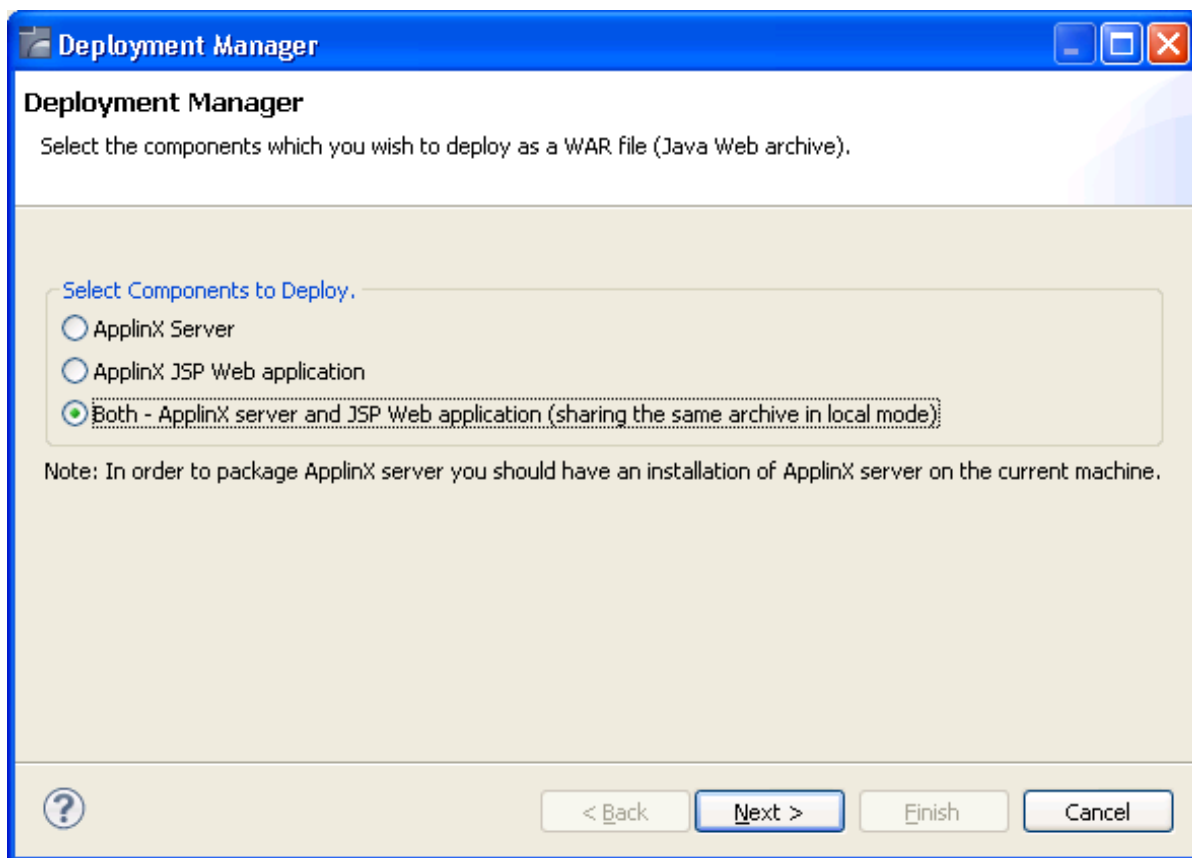 Deployment Manager
Deployment Manager
Select the components which you wish to deploy as a WAR file (Java Web archive).
Select Components to Deploy.
ApplinX Server
ApplinX JSP Web application
Both - ApplinX server and JSP Web application (sharing the same archive in local mode)
Note: In order to package ApplinX server you should have an installation of ApplinX server on the current machine.
?
< Back
Next >
Finish
Cancel